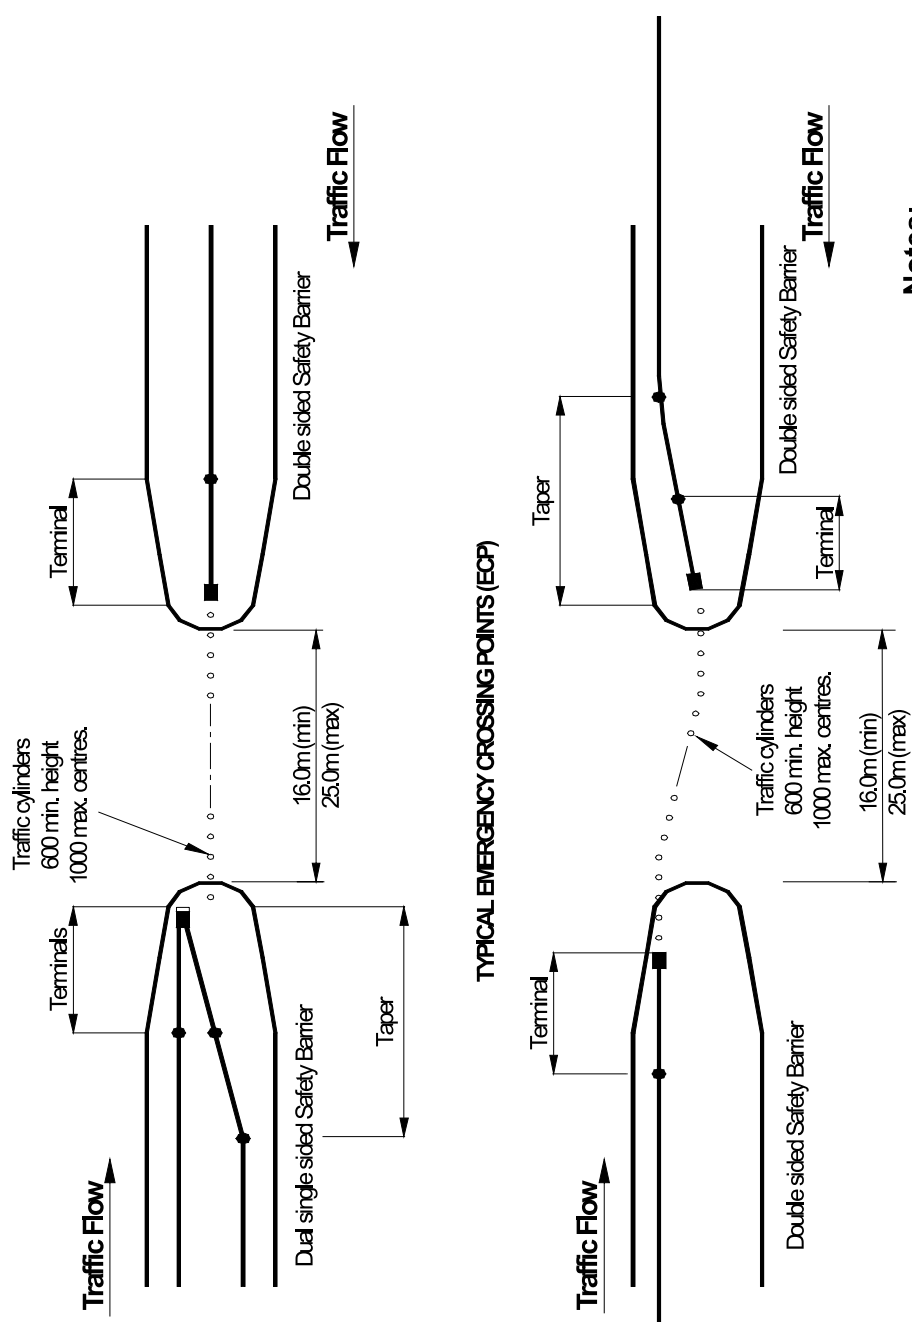 Traffic cylinders
600 min. height
1000 max. centres.
Terminals
Terminal
16.0m (min)
25.0m (max)
Taper
Traffic Flow
Dual single sided Safety Barrier
Double sided Safety Barrier
Traffic Flow
TYPICAL EMERGENCY CROSSING POINTS (ECP)
Traffic Flow
Terminal
Taper
Double sided Safety Barrier
Traffic cylinders
600 min. height
1000 max. centres.
Terminal
Double sided Safety Barrier
Traffic Flow
16.0m (min)
25.0m (max)